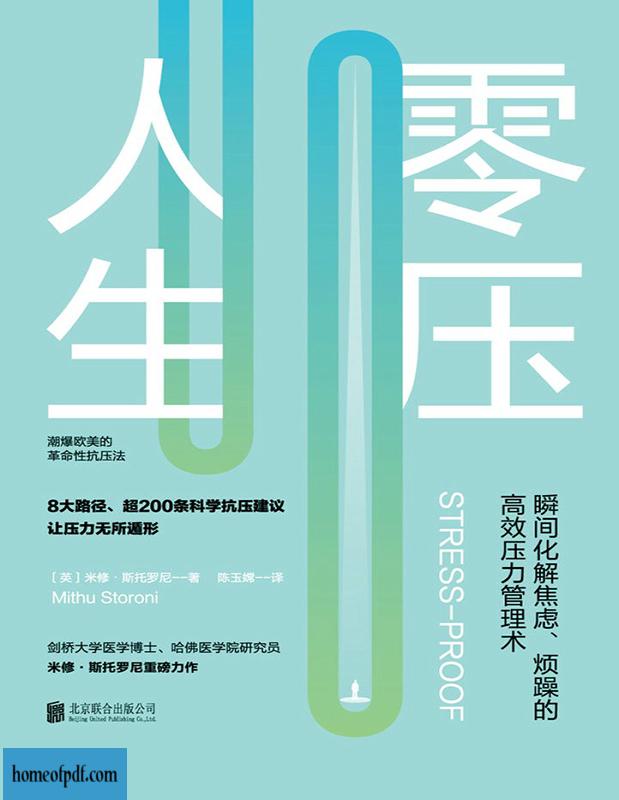 零压
人生
潮爆欧美的
革命性抗压法
8大路径、超200条科学抗压建议
让压力无所遁形
[英]米修·斯托罗尼--著 陈玉嫦--译
Mithu Storoni
剑桥大学医学博士、哈佛医学院研究员
米修·斯托罗尼重磅力作
北京联合出版公司
Beijing United Publishing Co.,Ltd.
瞬间化解焦虑、烦躁的
高效压力管理术
STRESS-PROOF
homeofpdf.com